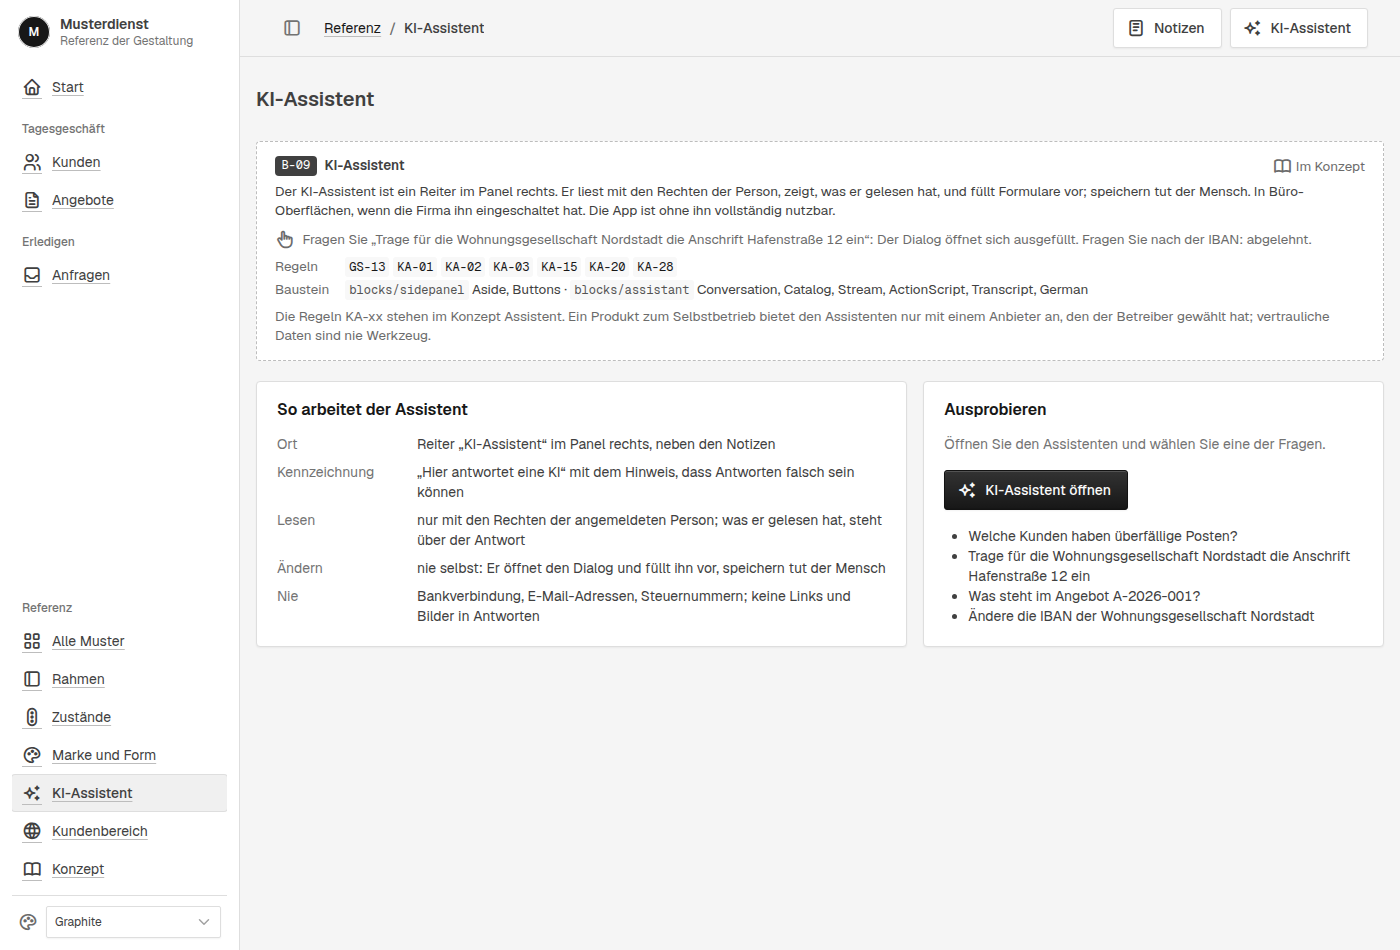 M
Musterdienst
Referenz der Gestaltung
Start
Tagesgeschäft
Kunden
Angebote
Erledigen
Anfragen
Referenz
Alle Muster
Rahmen
Zustände
Marke und Form
KI-Assistent
Kundenbereich
Konzept
Graphite
Referenz / KI-Assistent
Notizen
KI-Assistent
KI-Assistent
B-09 KI-Assistent
Im Konzept
Der KI-Assistent ist ein Reiter im Panel rechts. Er liest mit den Rechten der Person, zeigt, was er gelesen hat, und füllt Formulare vor; speichern tut der Mensch. In Büro-
Oberflächen, wenn die Firma ihn eingeschaltet hat. Die App ist ohne ihn vollständig nutzbar.
Fragen Sie „Trage für die Wohnungsgesellschaft Nordstadt die Anschrift Hafenstraße 12 ein“: Der Dialog öffnet sich ausgefüllt. Fragen Sie nach der IBAN: abgelehnt.
Regeln GS-13 KA-01 KA-02 KA-03 KA-15 KA-20 KA-28
Baustein blocks/sidepanel Aside, Buttons · blocks/assistant Conversation, Catalog, Stream, ActionScript, Transcript, German
Die Regeln KA-xx stehen im Konzept Assistent. Ein Produkt zum Selbstbetrieb bietet den Assistenten nur mit einem Anbieter an, den der Betreiber gewählt hat; vertrauliche
Daten sind nie Werkzeug.
So arbeitet der Assistent
Ort Reiter „KI-Assistent“ im Panel rechts, neben den Notizen
Kennzeichnung „Hier antwortet eine KI“ mit dem Hinweis, dass Antworten falsch sein
können
Lesen nur mit den Rechten der angemeldeten Person; was er gelesen hat, steht
über der Antwort
Ändern nie selbst: Er öffnet den Dialog und füllt ihn vor, speichern tut der Mensch
Nie Bankverbindung, E-Mail-Adressen, Steuernummern; keine Links und
Bilder in Antworten
Ausprobieren
Öffnen Sie den Assistenten und wählen Sie eine der Fragen.
KI-Assistent öffnen
• Welche Kunden haben überfällige Posten?
• Trage für die Wohnungsgesellschaft Nordstadt die Anschrift
Hafenstraße 12 ein
• Was steht im Angebot A-2026-001?
• Ändere die IBAN der Wohnungsgesellschaft Nordstadt